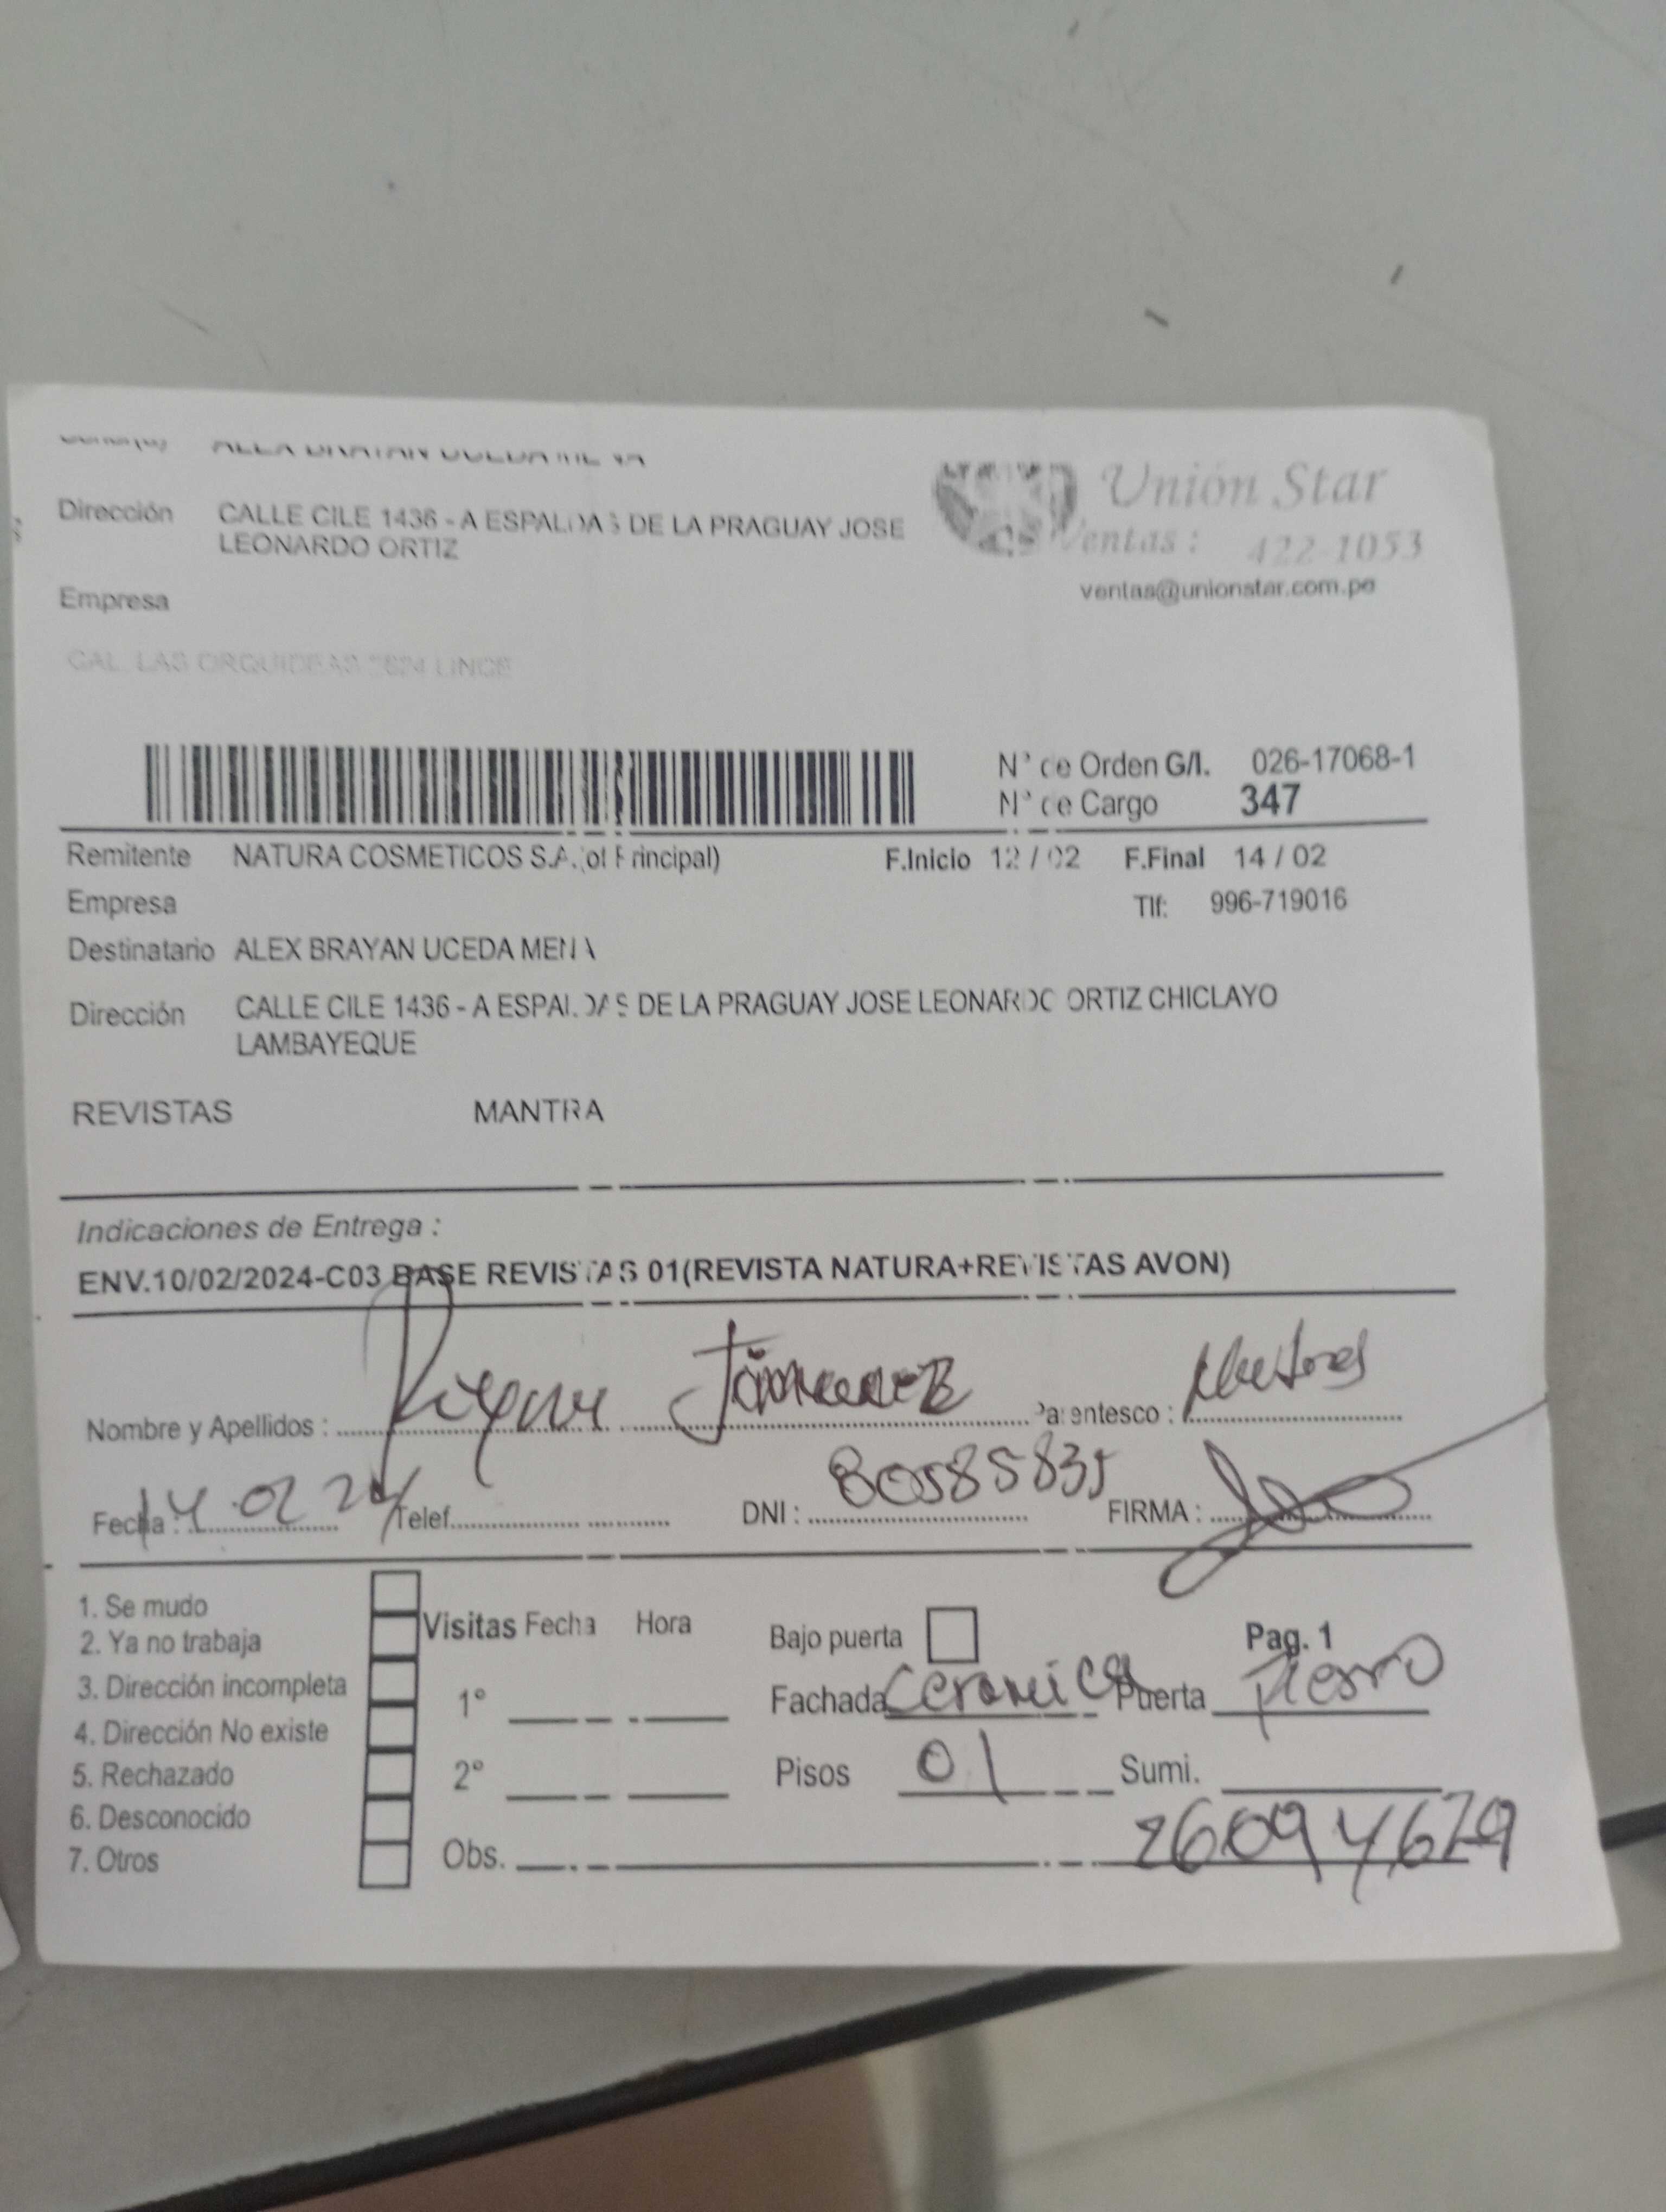 Dirección CALLE CILE 1436 - A ESPALDAS DE LA PRAGUAY JOSE
LEONARDO ORTIZ
Unión Star
Ventas : 422-1053
ventas@unionstar.com.pe
Empresa
CAL. LAS ORQUIDEAS 2624 LINCE
N° de Orden G/I. 026-17068-1
N° de Cargo 347
Remitente NATURA COSMETICOS S.A.(of Principal) F.Inicio 12 / 02 F.Final 14 / 02
Empresa Tlf: 996-719016
Destinatario ALEX BRAYAN UCEDA MENA
Dirección CALLE CILE 1436 - A ESPALDAS DE LA PRAGUAY JOSE LEONARDO ORTIZ CHICLAYO
LAMBAYEQUE
REVISTAS MANTRA
Indicaciones de Entrega :
ENV.10/02/2024-C03 BASE REVISTAS 01(REVISTA NATURA+REVISTAS AVON)
Nombre y Apellidos : Parentesco :
Fecha : 14.02 24 Telef. DNI : 80585835 FIRMA :
1. Se mudo
2. Ya no trabaja
3. Dirección incompleta
4. Dirección No existe
5. Rechazado
6. Desconocido
7. Otros
Visitas Fecha Hora
1°
2°
Obs.
Bajo puerta Pag. 1
Fachada Ceramica Puerta Fierro
Pisos 01 Sumi.
26094679